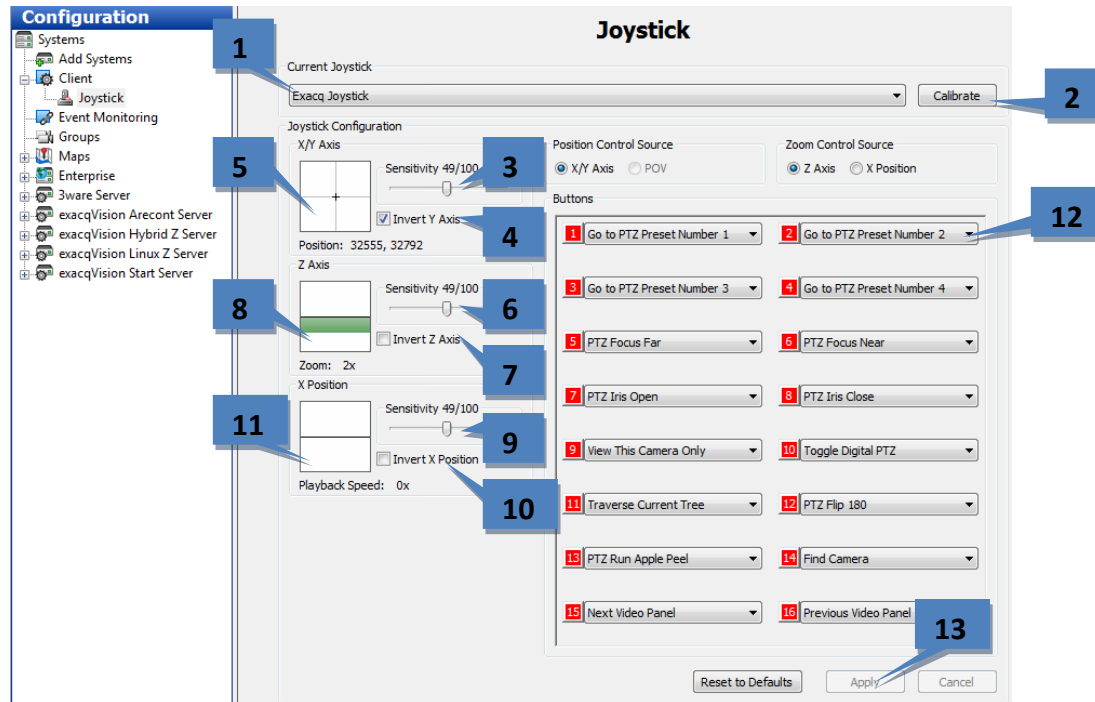 Configuration
Systems
Add Systems
Client
Joystick
Event Monitoring
Groups
Maps
Enterprise
3ware Server
exacqVision Arecont Server
exacqVision Hybrid Z Server
exacqVision Linux Z Server
exacqVision Start Server
Joystick
1
Current Joystick
Exacq Joystick
Calibrate
2
Joystick Configuration
X/Y Axis
5
Sensitivity 49/100
3
Invert Y Axis
4
Position: 32555, 32792
Z Axis
8
Sensitivity 49/100
6
Invert Z Axis
7
Zoom: 2x
X Position
11
Sensitivity 49/100
9
Invert X Position
10
Playback Speed: 0x
Position Control Source
X/Y Axis POV
Zoom Control Source
Z Axis X Position
Buttons
12
1 Go to PTZ Preset Number 1 2 Go to PTZ Preset Number 2
3 Go to PTZ Preset Number 3 4 Go to PTZ Preset Number 4
5 PTZ Focus Far 6 PTZ Focus Near
7 PTZ Iris Open 8 PTZ Iris Close
9 View This Camera Only 10 Toggle Digital PTZ
11 Traverse Current Tree 12 PTZ Flip 180
13 PTZ Run Apple Peel 14 Find Camera
15 Next Video Panel 16 Previous Video Panel
13
Reset to Defaults Apply Cancel